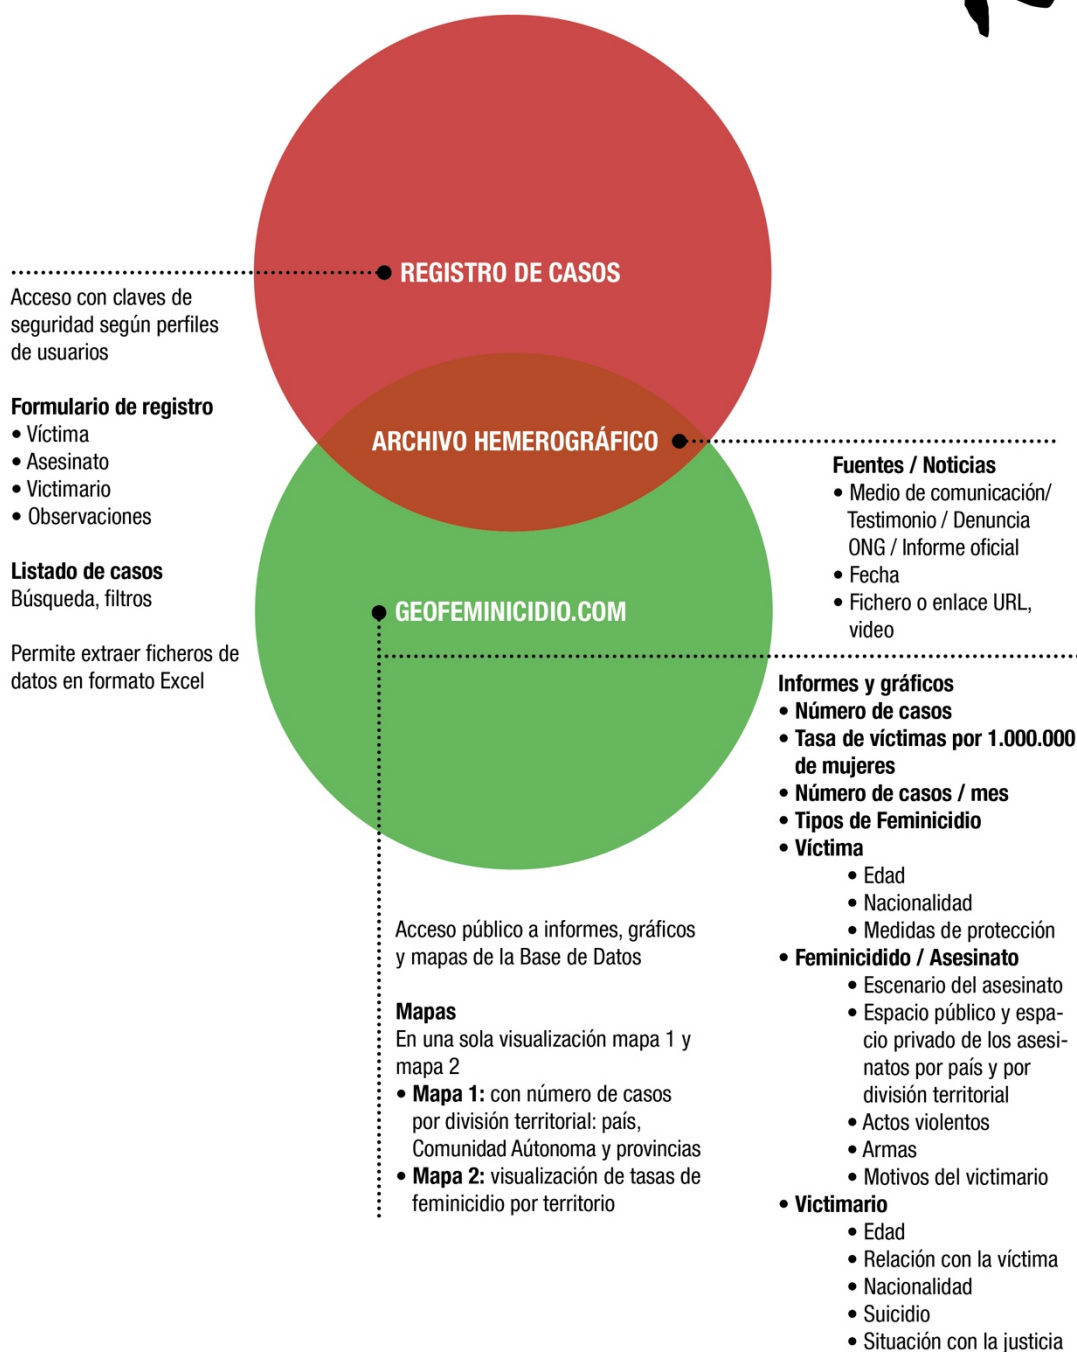 REGISTRO DE CASOS
Acceso con claves de
seguridad según perfiles
de usuarios
Formulario de registro
• Víctima
• Asesinato
• Victimario
• Observaciones
Listado de casos
Búsqueda, filtros
Permite extraer ficheros de
datos en formato Excel
ARCHIVO HEMEROGRÁFICO
Fuentes / Noticias
• Medio de comunicación/
Testimonio / Denuncia
ONG / Informe oficial
• Fecha
• Fichero o enlace URL,
video
GEOFEMINICIDIO.COM
Acceso público a informes, gráficos
y mapas de la Base de Datos
Mapas
En una sola visualización mapa 1 y
mapa 2
• Mapa 1: con número de casos
por división territorial: país,
Comunidad Aútonoma y provincias
• Mapa 2: visualización de tasas de
feminicidio por territorio
Informes y gráficos
• Número de casos
• Tasa de víctimas por 1.000.000
de mujeres
• Número de casos / mes
• Tipos de Feminicidio
• Víctima
• Edad
• Nacionalidad
• Medidas de protección
• Feminicidido / Asesinato
• Escenario del asesinato
• Espacio público y espa-
cio privado de los asesi-
natos por país y por
división territorial
• Actos violentos
• Armas
• Motivos del victimario
• Victimario
• Edad
• Relación con la víctima
• Nacionalidad
• Suicidio
• Situación con la justicia